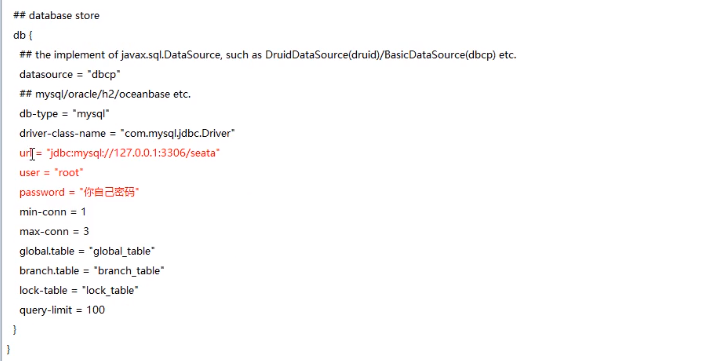 ## database store
db {
## the implement of javax.sql.DataSource, such as DruidDataSource(druid)/BasicDataSource(dbcp) etc.
datasource = "dbcp"
## mysql/oracle/h2/oceanbase etc.
db-type = "mysql"
driver-class-name = "com.mysql.jdbc.Driver"
url = "jdbc:mysql://127.0.0.1:3306/seata"
user = "root"
password = "你自己密码"
min-conn = 1
max-conn = 3
global.table = "global_table"
branch.table = "branch_table"
lock-table = "lock_table"
query-limit = 100
}
}